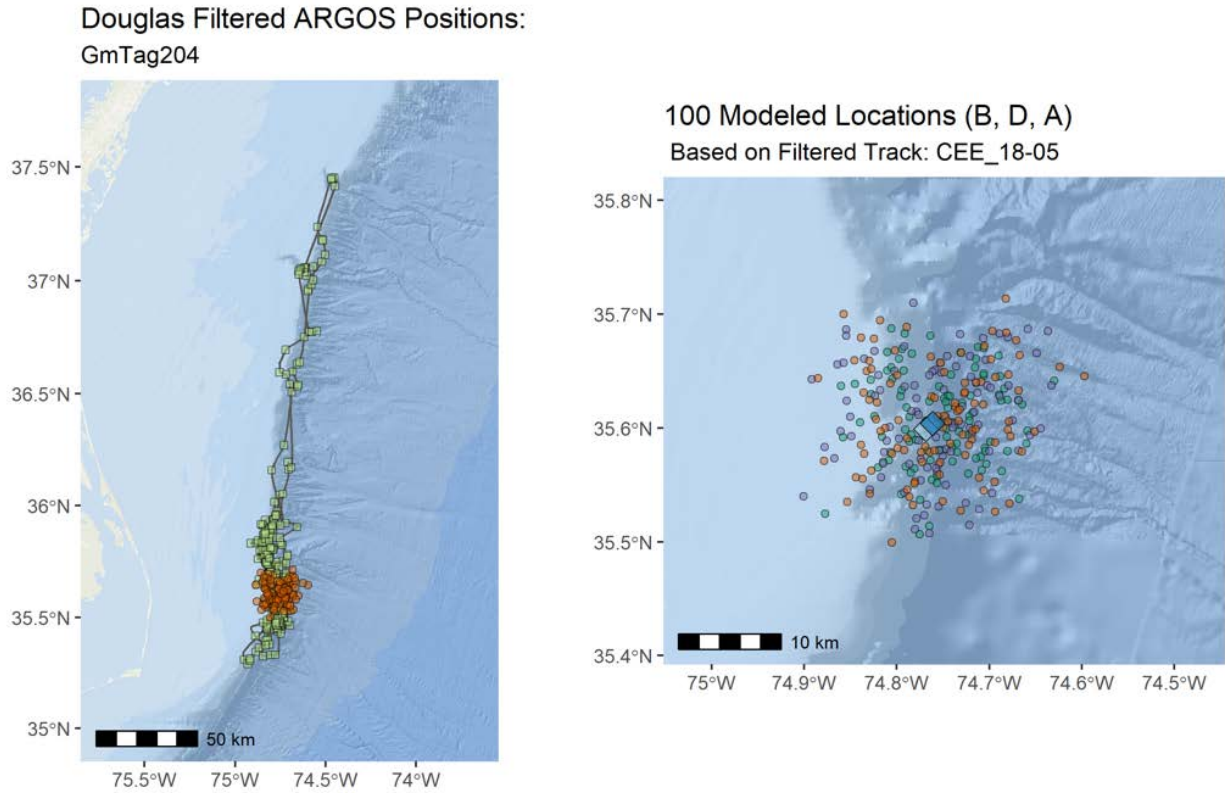 Douglas Filtered ARGOS Positions:
GmTag204
37.5°N
37°N
36.5°N
36°N
35.5°N
35°N
50 km
75.5°W
75°W
74.5°W
74°W
100 Modeled Locations (B, D, A)
Based on Filtered Track: CEE_18-05
35.8°N
35.7°N
35.6°N
35.5°N
35.4°N
10 km
75°W
74.9°W
74.8°W
74.7°W
74.6°W
74.5°W